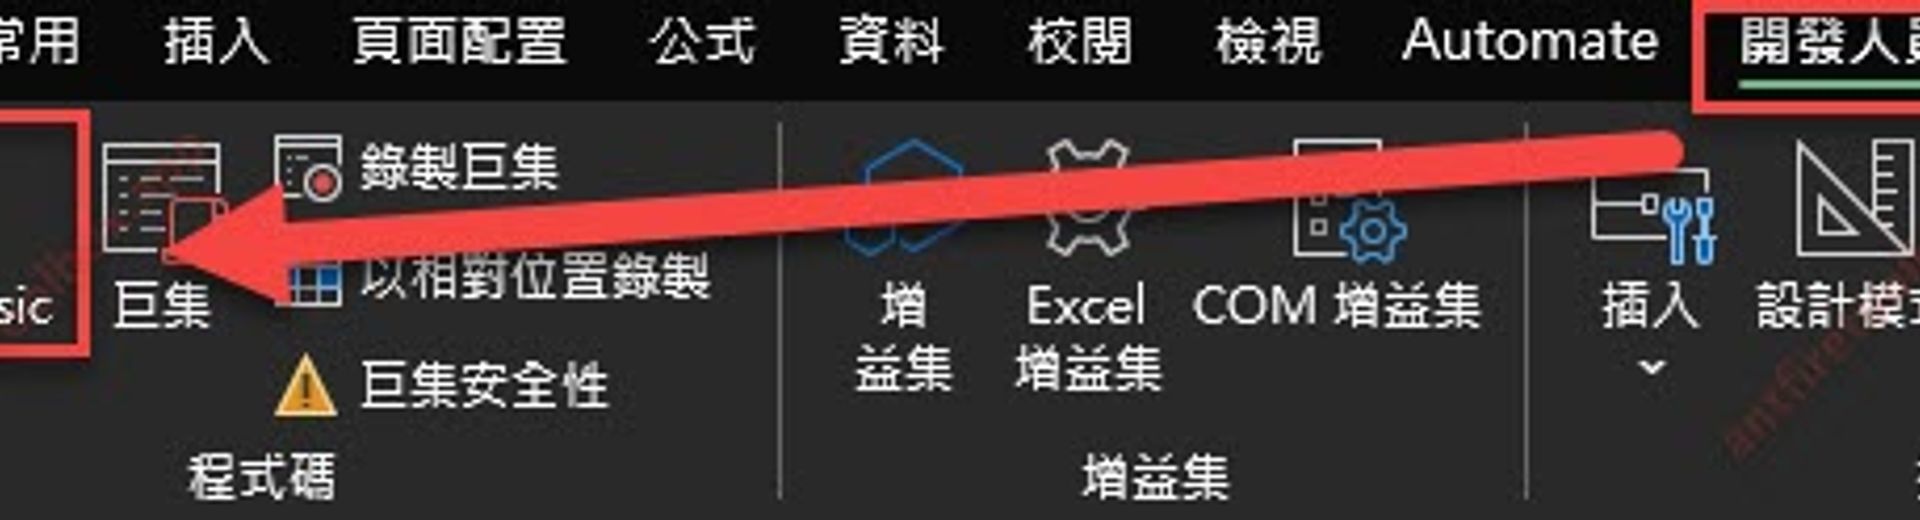 常用 插入 頁面配置 公式 資料 校閱 檢視 Automate 開發人員
sic 巨集 錄製巨集
以相對位置錄製
巨集安全性
程式碼
增
益集
Excel
增益集
COM 增益集
增益集
插入
設計模式